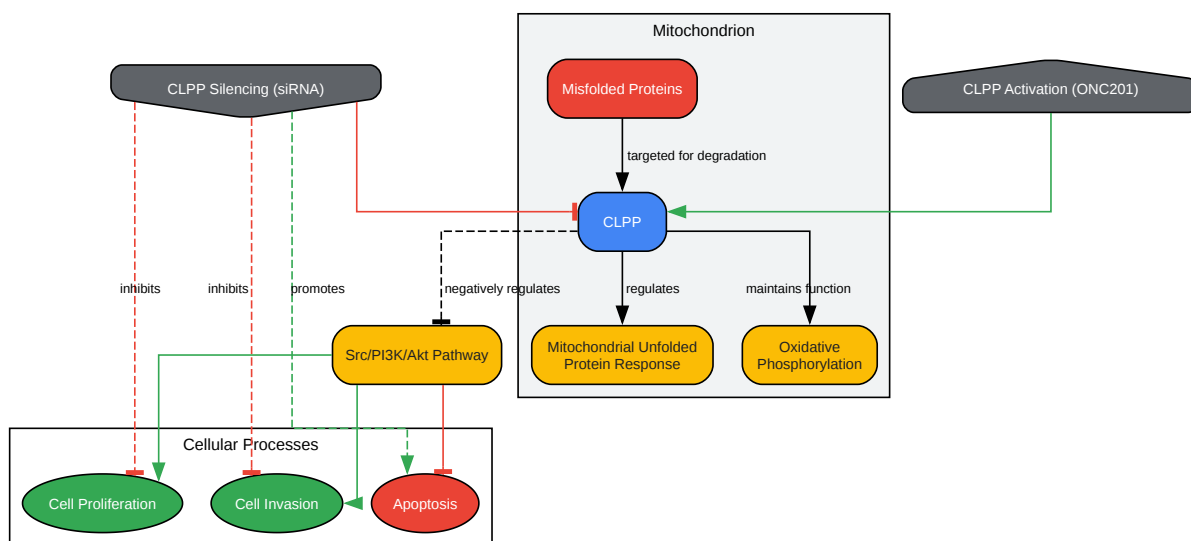 Mitochondrion
CLPP Silencing (siRNA)
Misfolded Proteins
CLPP Activation (ONC201)
targeted for degradation
CLPP
inhibits
inhibits
promotes
negatively regulates
regulates
maintains function
Src/PI3K/Akt Pathway
Mitochondrial Unfolded
Protein Response
Oxidative
Phosphorylation
Cellular Processes
Cell Proliferation
Cell Invasion
Apoptosis